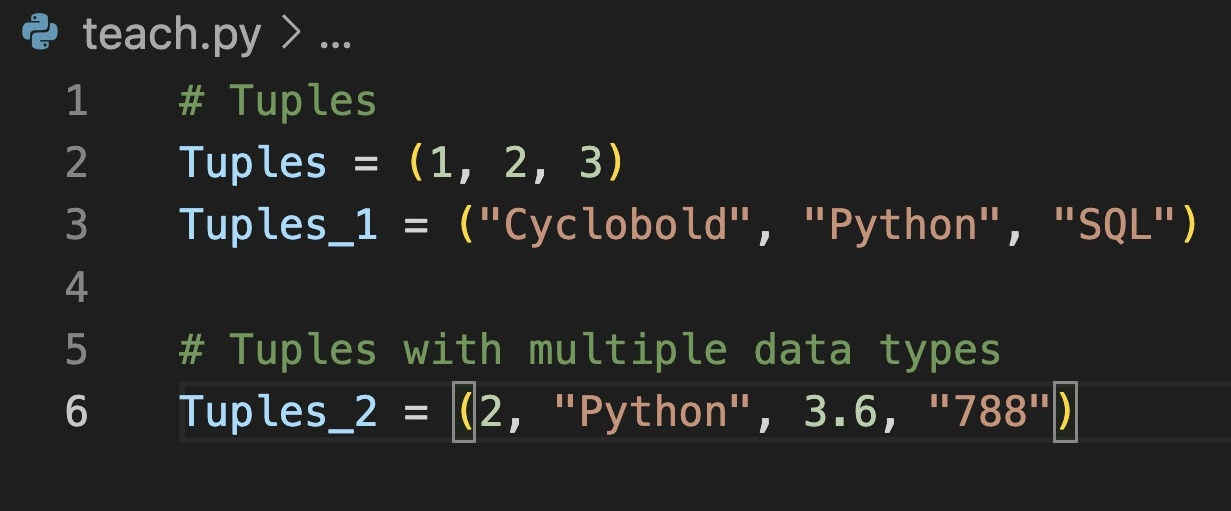 teach.py > ...
1 # Tuples
2 Tuples = (1, 2, 3)
3 Tuples_1 = ("Cyclobold", "Python", "SQL")
4
5 # Tuples with multiple data types
6 Tuples_2 = (2, "Python", 3.6, "788")